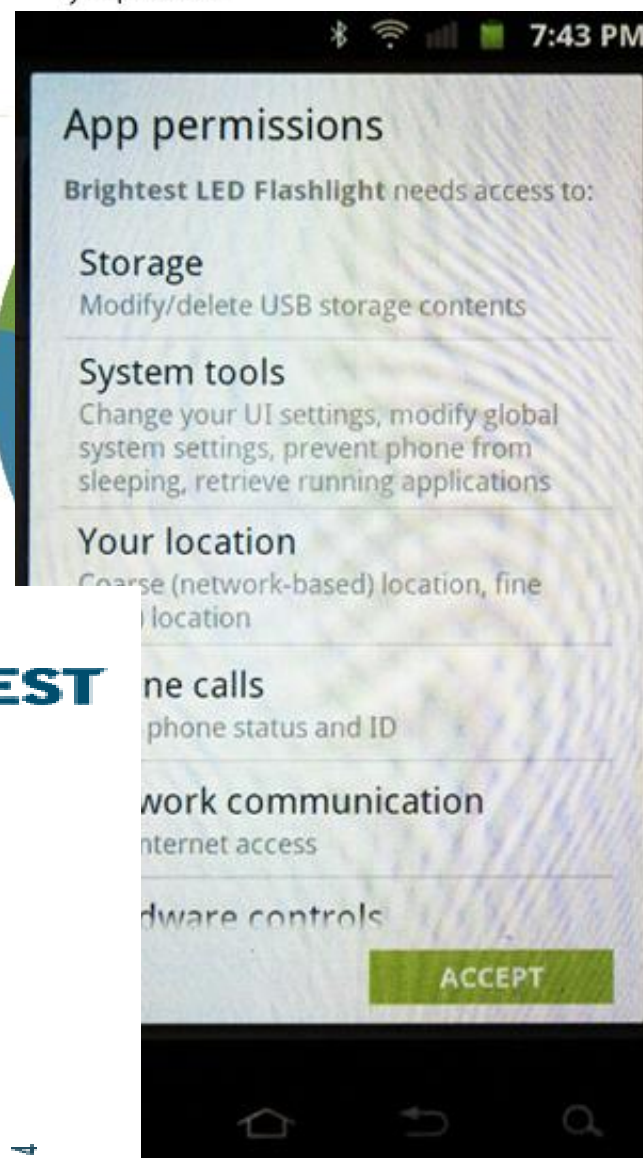 7:43 PM
App permissions
Brightest LED Flashlight needs access to:
Storage
Modify/delete USB storage contents
System tools
Change your UI settings, modify global
system settings, prevent phone from
sleeping, retrieve running applications
Your location
Coarse (network-based) location, fine
location
EST
ne calls
phone status and ID
work communication
nternet access
dware controls
ACCEPT